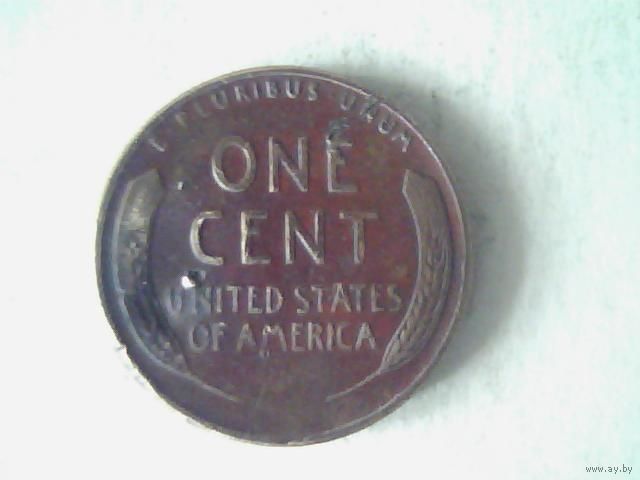 E PLURIBUS UNUM
ONE
CENT
UNITED STATES
OF AMERICA
www.ay.by